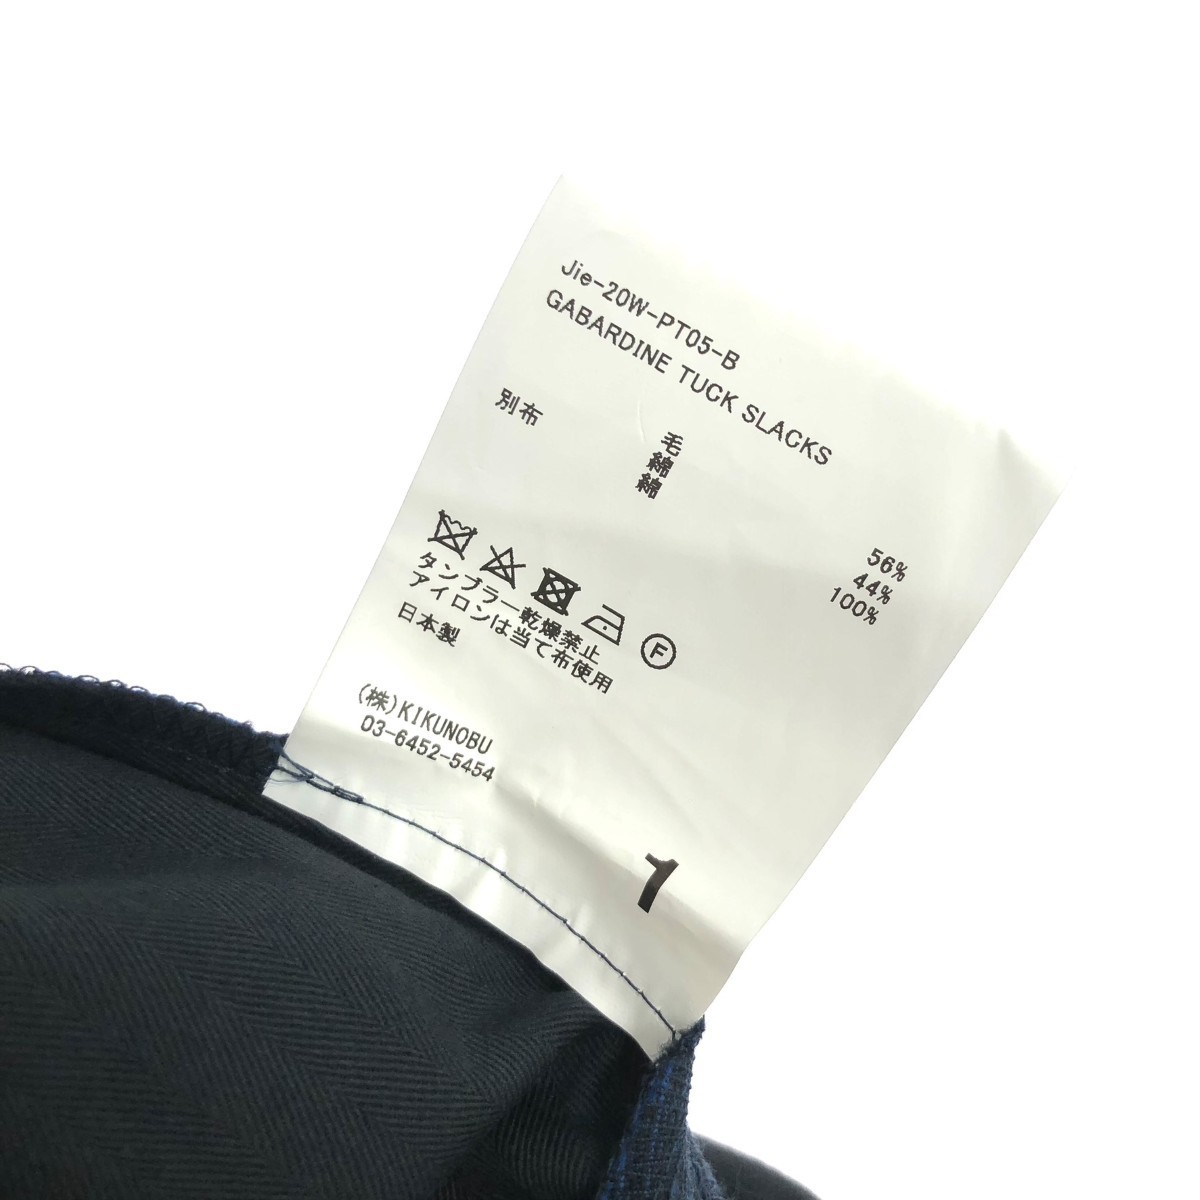 Jie-20W-PT05-B
GABARDINE TUCK SLACKS
毛 56%
綿 44%
別布 綿 100%
F
タンブラー乾燥禁止
アイロンは当て布使用
日本製
(株)KIKUNOBU
03-6452-5454
1